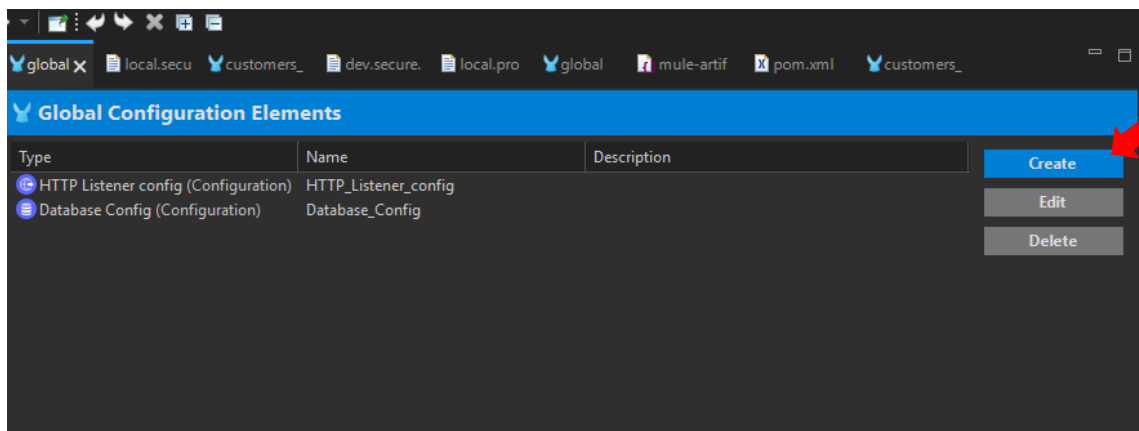 global local.secu customers_ dev.secure. local.pro global mule-artif pom.xml customers_
Global Configuration Elements
Type Name Description
Create
HTTP Listener config (Configuration) HTTP_Listener_config
Database Config (Configuration) Database_Config
Edit
Delete